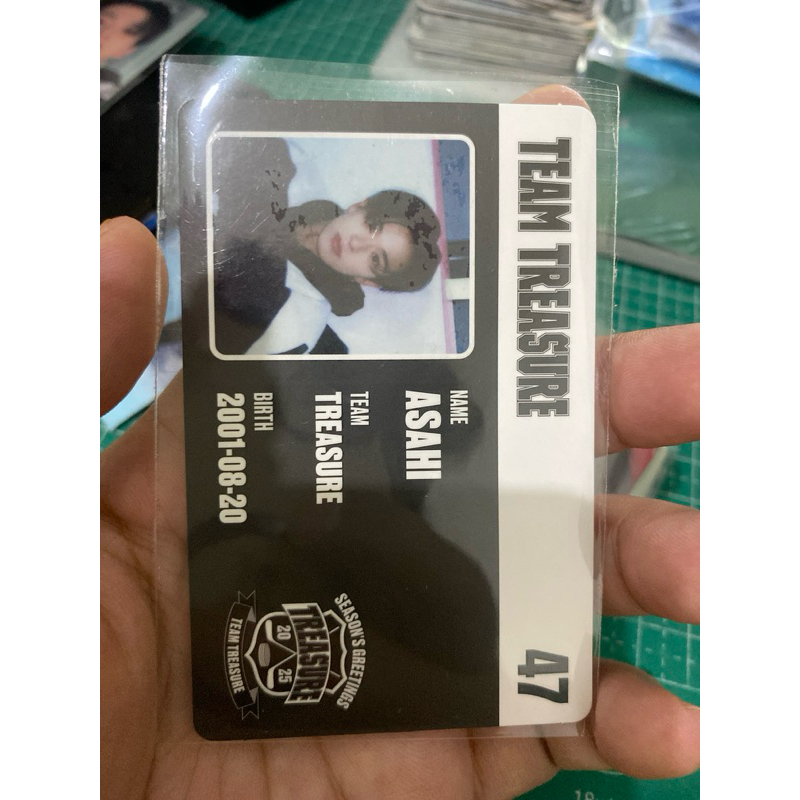 TEAM TREASURE
47
NAME
ASAHI
TEAM
TREASURE
BIRTH
2001-08-20
SEASON'S GREETINGS
TREASURE
20 25
TEAM TREASURE